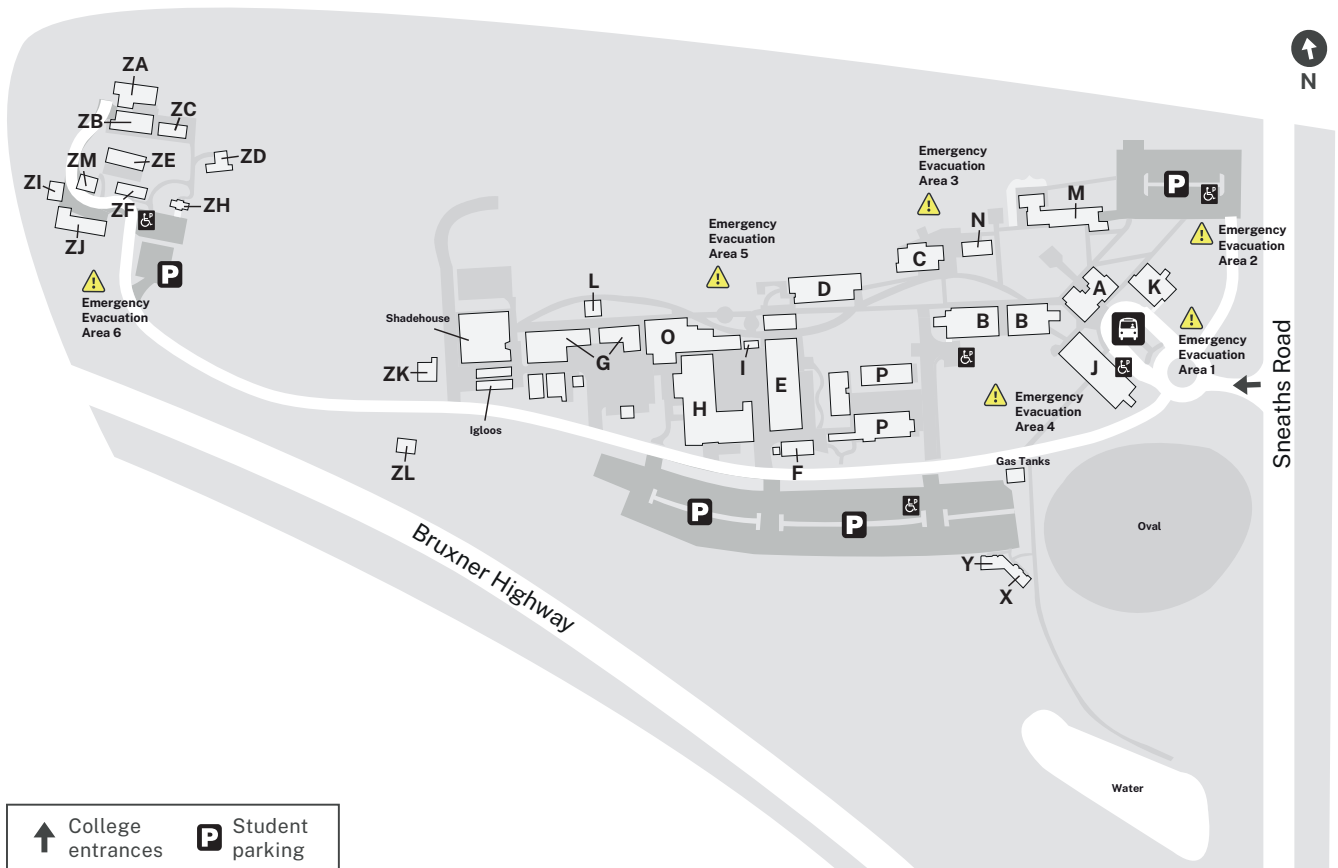 N
ZA
ZB
ZC
ZM
ZE
ZD
ZI
ZF
ZH
ZJ
P
Emergency
Evacuation
Area 6
Emergency
Evacuation
Area 3
M
P
N
Emergency
Evacuation
Area 2
Emergency
Evacuation
Area 5
C
L
D
A
K
Shadehouse
O
B
B
Emergency
Evacuation
Area 1
G
I
ZK
E
P
J
Emergency
Evacuation
Area 4
H
Igloos
P
ZL
F
Gas Tanks
Sneaths Road
P
P
Oval
Bruxner Highway
Y
X
Water
College
entrances
P
Student
parking